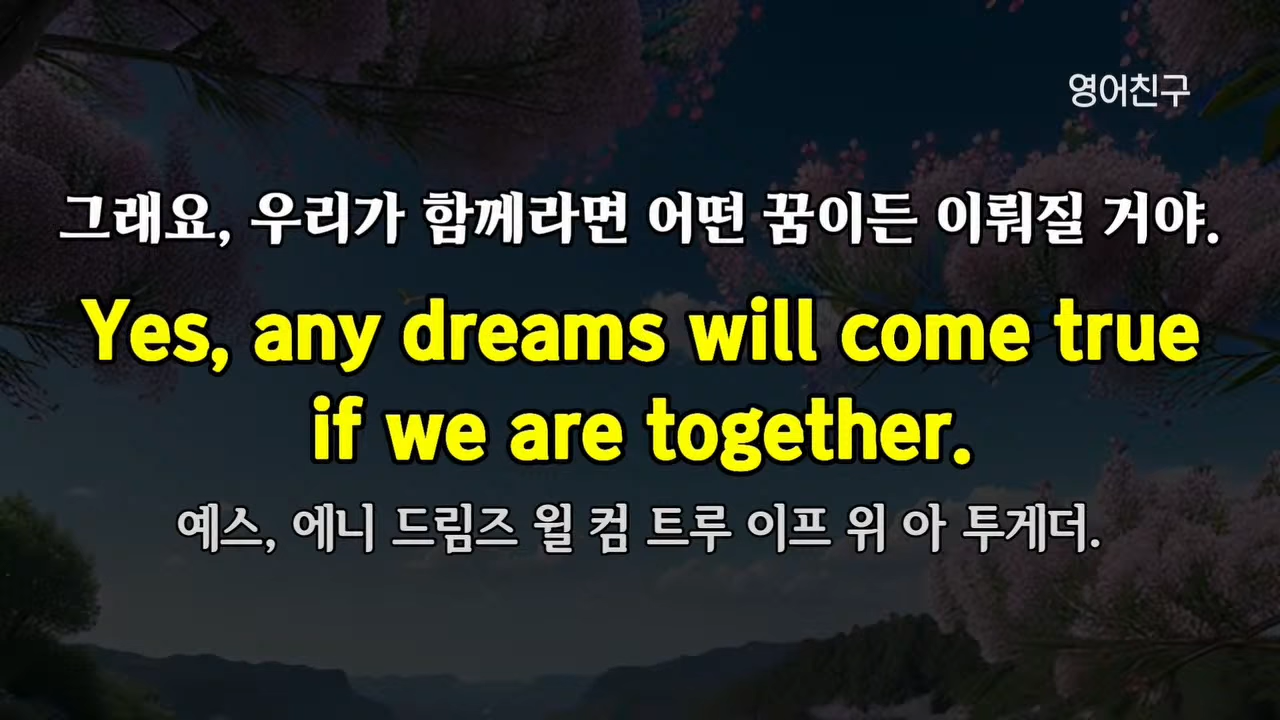 영어친구
그래요, 우리가 함께라면 어떤 꿈이든 이뤄질 거야.
Yes, any dreams will come true
if we are together.
예스, 에니 드림즈 윌 컴 트루 이프 위 아 투게더.